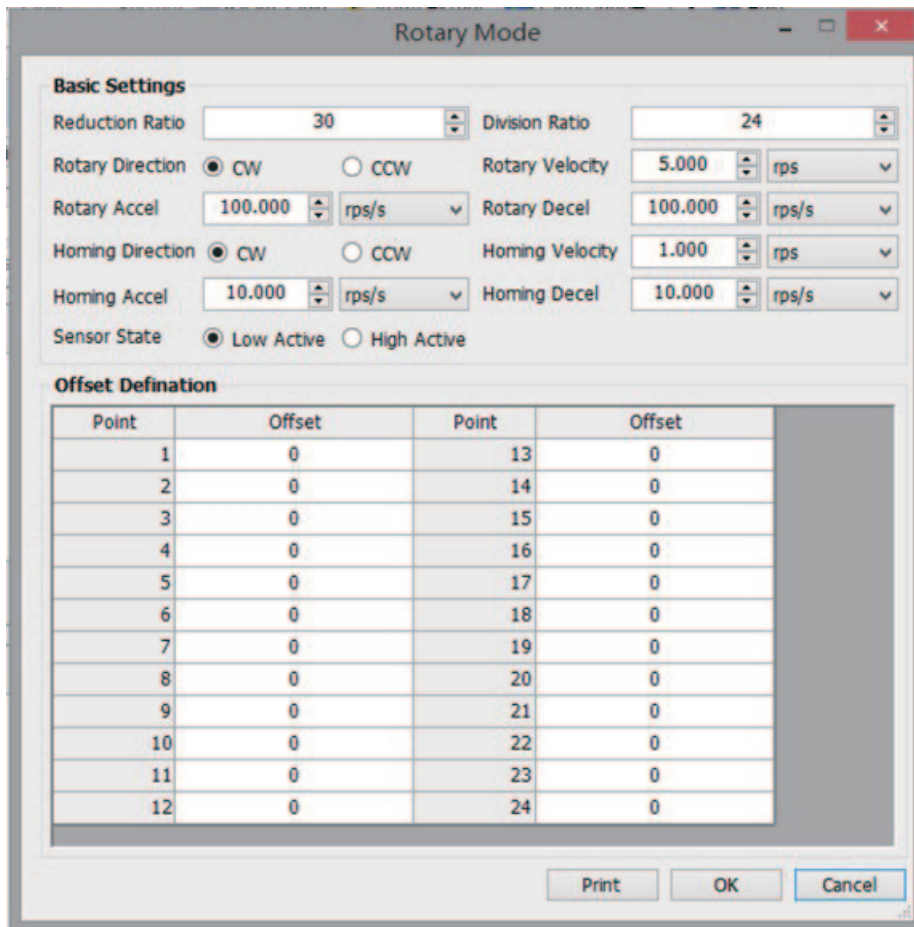 Rotary Mode
Basic Settings
Reduction Ratio 30 Division Ratio 24
Rotary Direction CW CCW Rotary Velocity 5.000 rps
Rotary Accel 100.000 rps/s Rotary Decel 100.000 rps/s
Homing Direction CW CCW Homing Velocity 1.000 rps
Homing Accel 10.000 rps/s Homing Decel 10.000 rps/s
Sensor State Low Active High Active
Offset Defination
Point Offset Point Offset
1 0 13 0
2 0 14 0
3 0 15 0
4 0 16 0
5 0 17 0
6 0 18 0
7 0 19 0
8 0 20 0
9 0 21 0
10 0 22 0
11 0 23 0
12 0 24 0
Print OK Cancel